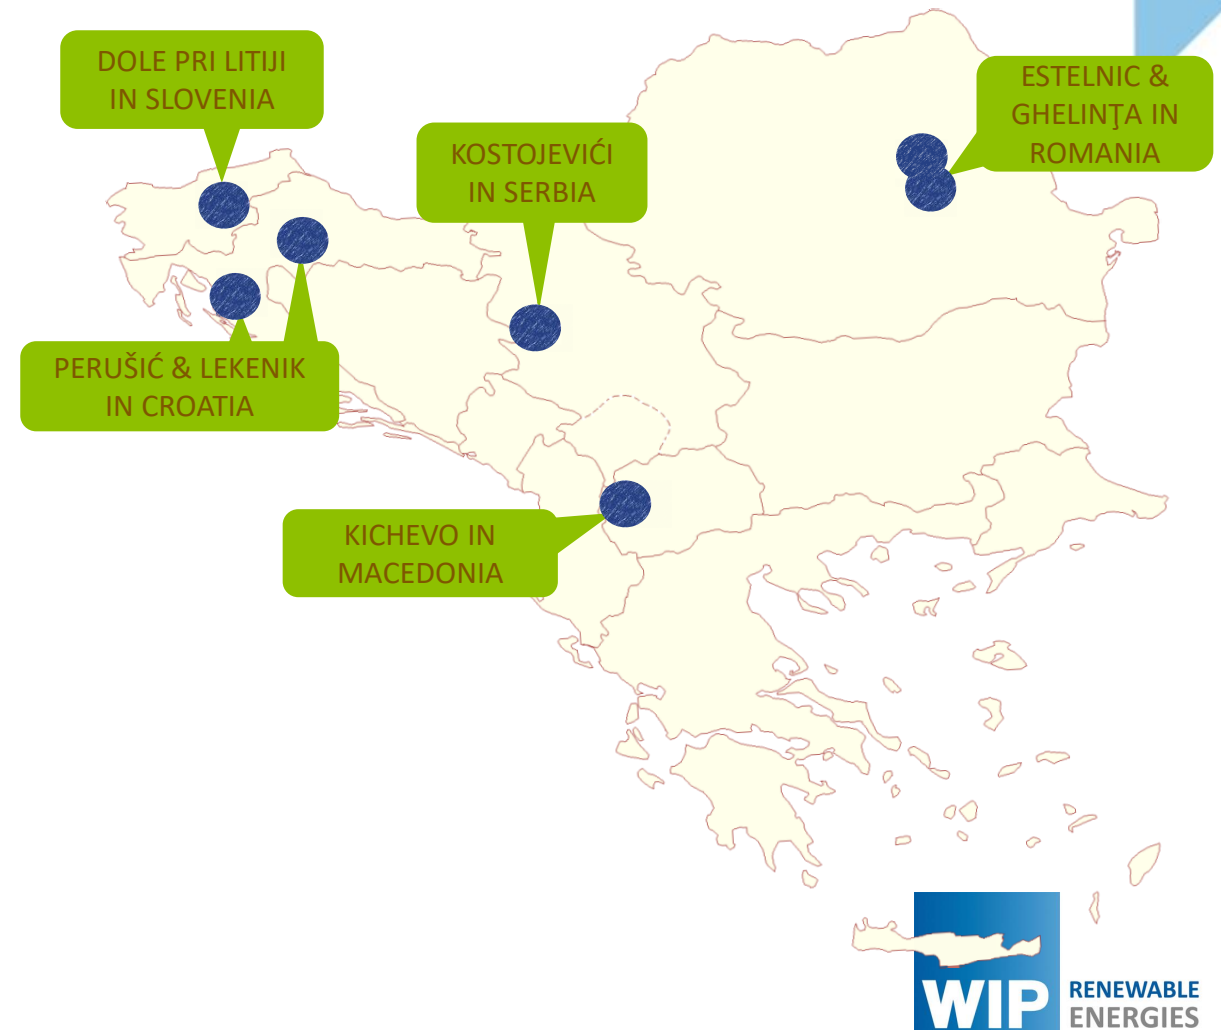 DOLE PRI LITIJI
IN SLOVENIA
KOSTOJEVIĆI
IN SERBIA
ESTELNIC &
GHELINŢA IN
ROMANIA
PERUŠIĆ & LEKENIK
IN CROATIA
KICHEVO IN
MACEDONIA
WIP RENEWABLE
ENERGIES